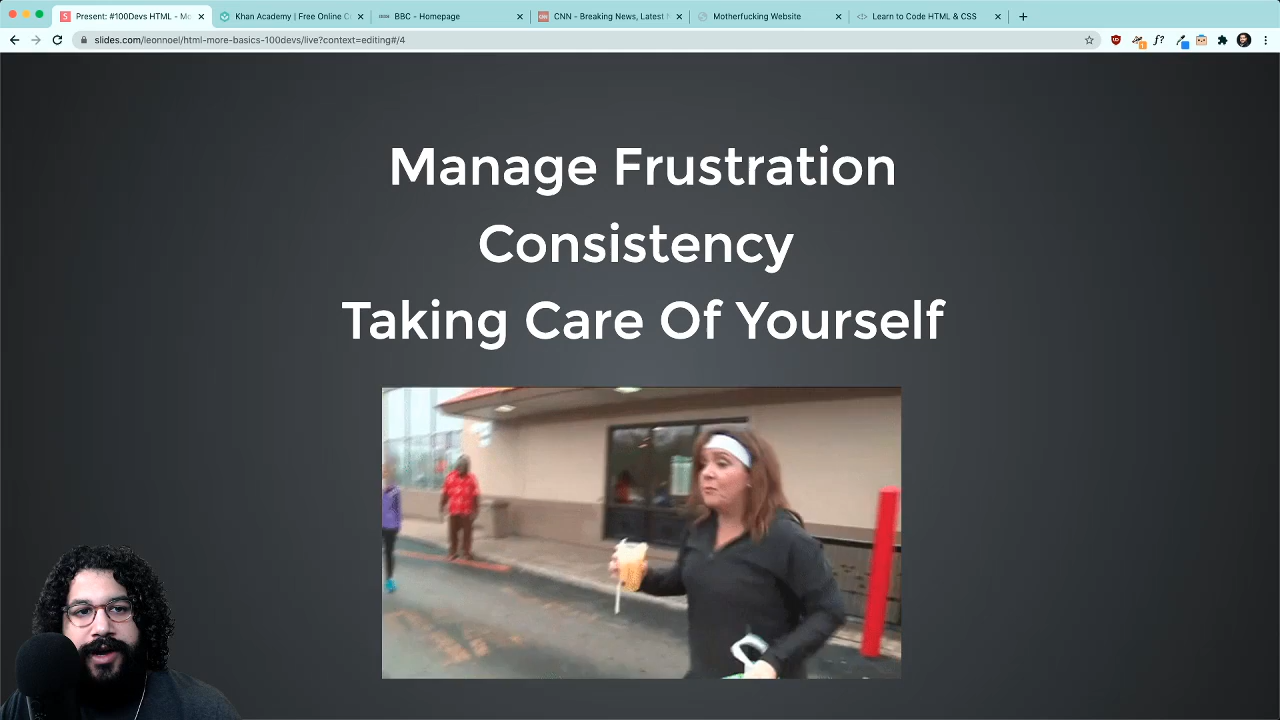 Present: #100Devs HTML - Mo
Khan Academy | Free Online C
BBC - Homepage
CNN - Breaking News, Latest N
Motherfucking Website
Learn to Code HTML & CSS
slides.com/leonnoel/html-more-basics-100devs/live?context=editing#/4
Manage Frustration
Consistency
Taking Care Of Yourself